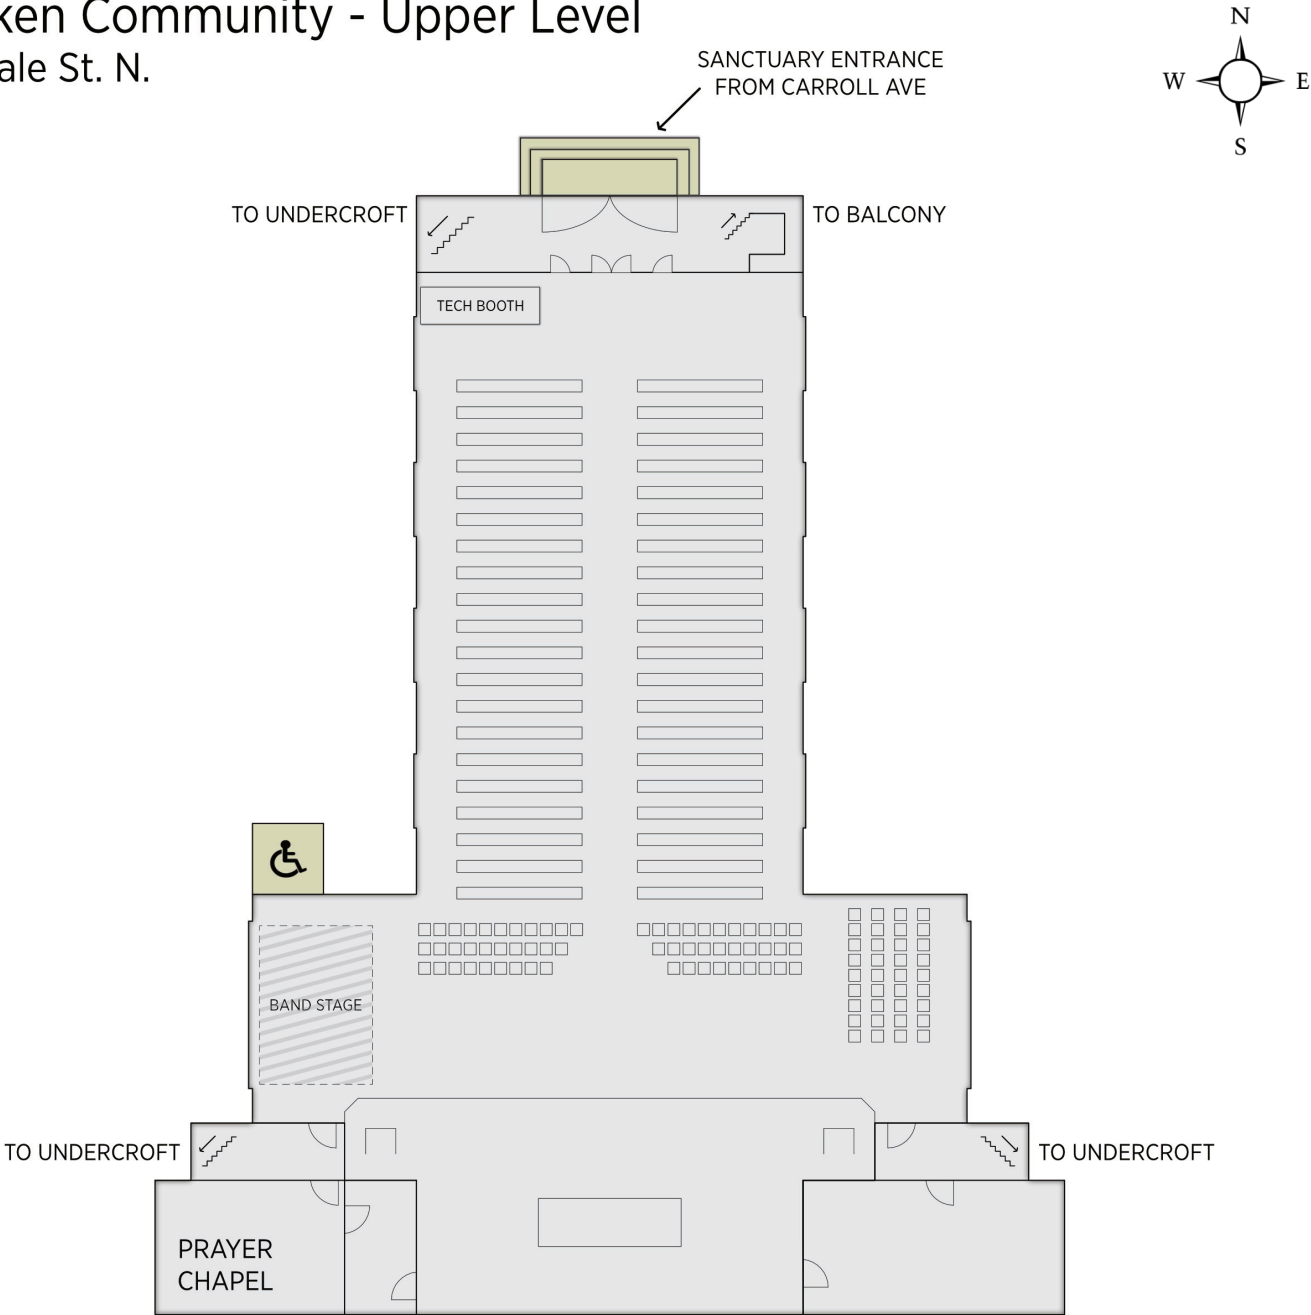 ken Community - Upper Level
ale St. N.
N
W
E
S
SANCTUARY ENTRANCE
FROM CARROLL AVE
TO UNDERCROFT
TO BALCONY
TECH BOOTH
BAND STAGE
TO UNDERCROFT
TO UNDERCROFT
PRAYER
CHAPEL